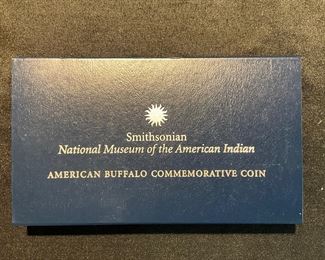 Smithsonian
National Museum of the American Indian
AMERICAN BUFFALO COMMEMORATIVE COIN